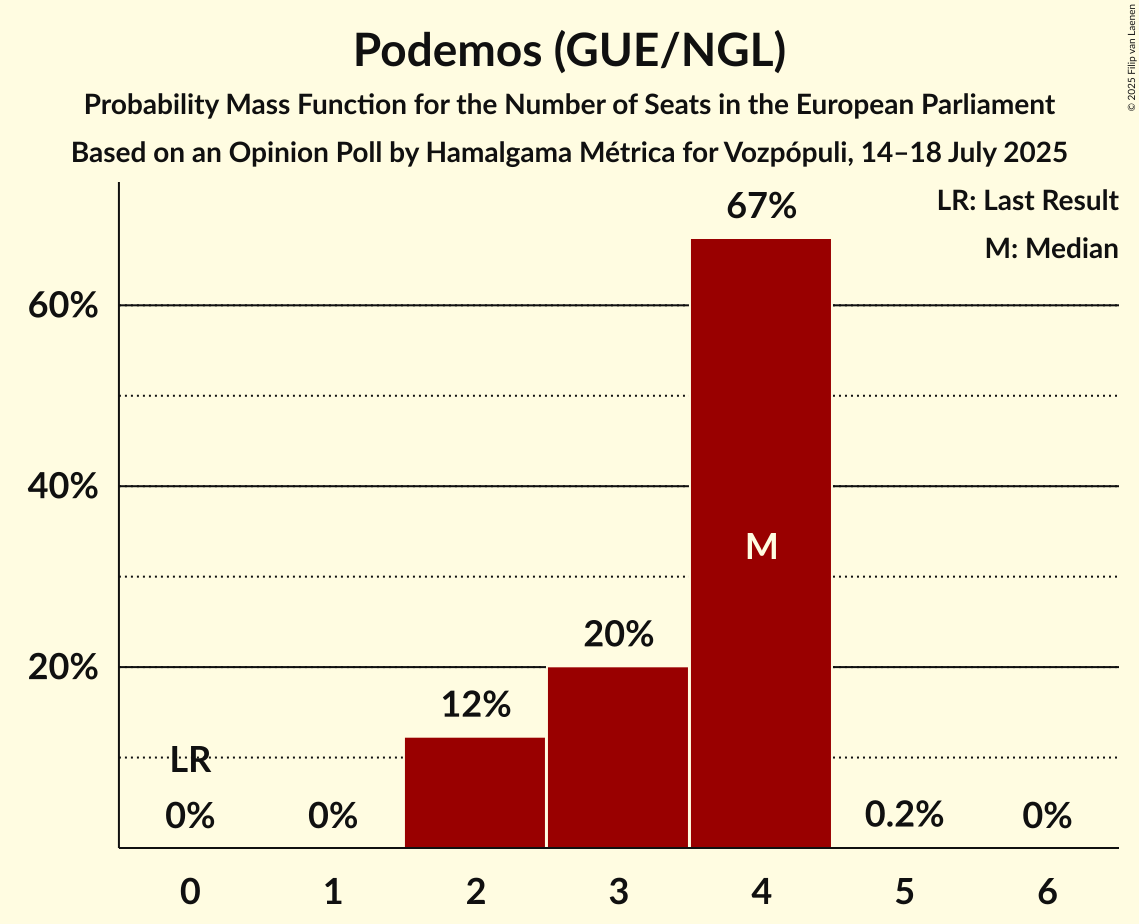 Podemos (GUE/NGL)
Probability Mass Function for the Number of Seats in the European Parliament
Based on an Opinion Poll by Hamalgama Métrica for Vozpópuli, 14–18 July 2025
© 2025 Filip van Laenen
LR: Last Result
M: Median
67%
60%
40%
M
20%
20%
12%
LR
0%
0%
0.2%
0%
0
1
2
3
4
5
6